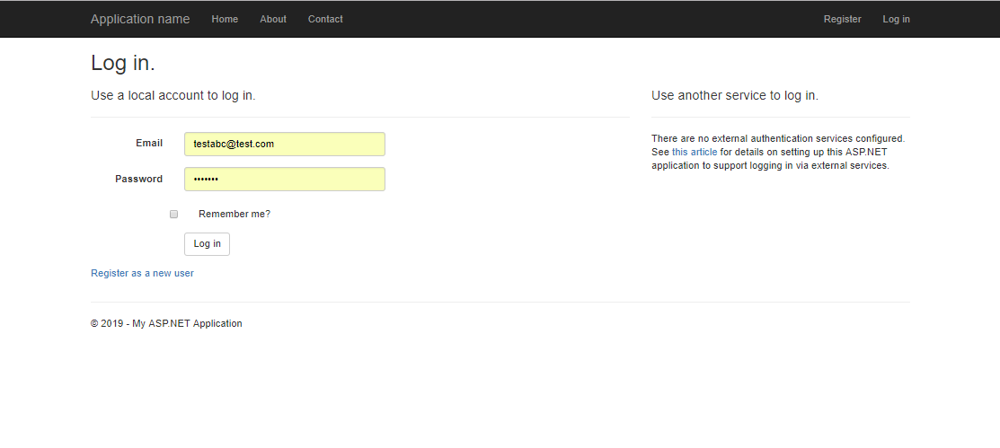 Application name Home About Contact Register Log in
Log in.
Use a local account to log in.
Email testabc@test.com
Password •••••••
Remember me?
Log in
Register as a new user
Use another service to log in.
There are no external authentication services configured.
See this article for details on setting up this ASP.NET
application to support logging in via external services.
© 2019 - My ASP.NET Application